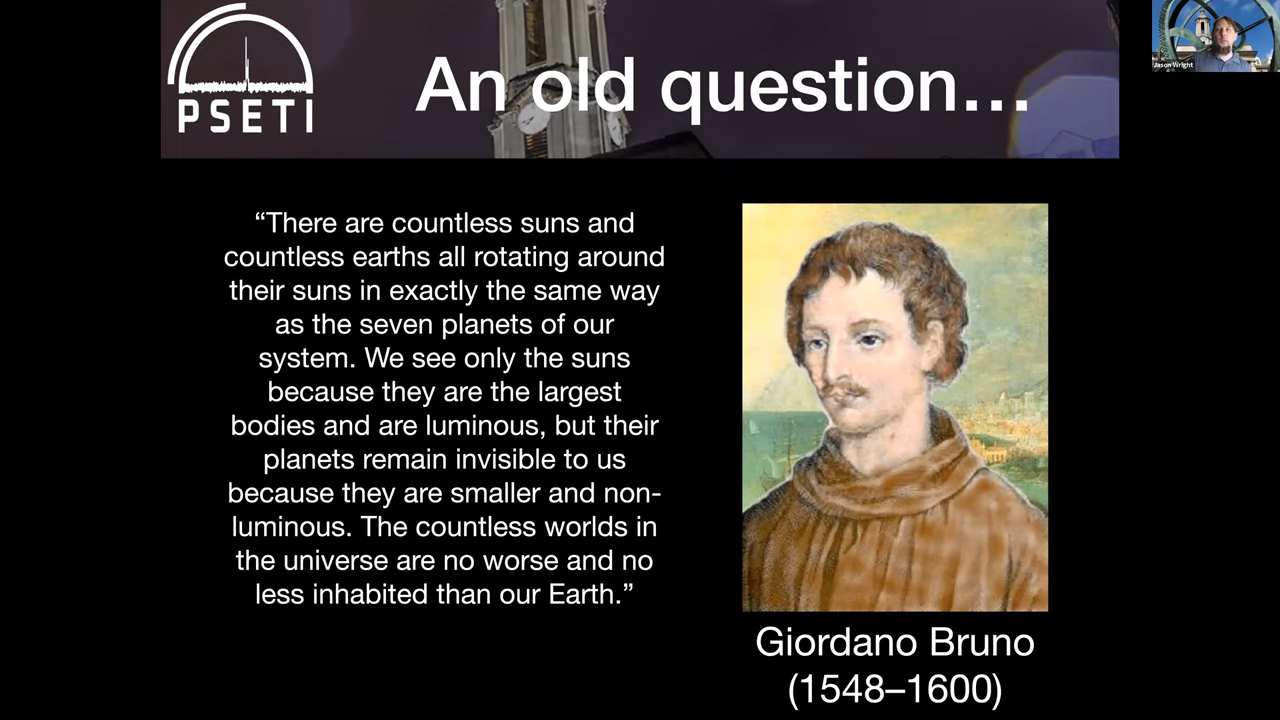 PSETI
An old question...
Jason Wright
“There are countless suns and
countless earths all rotating around
their suns in exactly the same way
as the seven planets of our
system. We see only the suns
because they are the largest
bodies and are luminous, but their
planets remain invisible to us
because they are smaller and non-
luminous. The countless worlds in
the universe are no worse and no
less inhabited than our Earth.”
Giordano Bruno
(1548–1600)